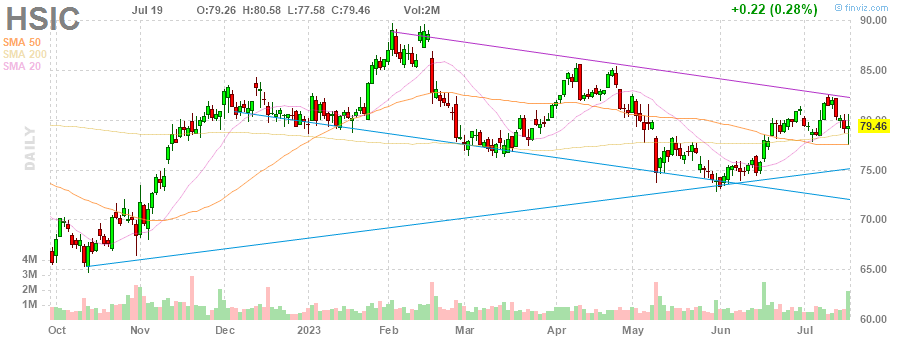 HSIC Jul 19 O:79.26 H:80.58 L:77.58 C:79.46 Vol:2M +0.22 (0.28%) © finviz.com
SMA 50
SMA 200
SMA 20
DAILY
90.00
85.00
80.00
79.46
75.00
70.00
65.00
60.00
4M
3M
2M
1M
Oct Nov Dec 2023 Feb Mar Apr May Jun Jul